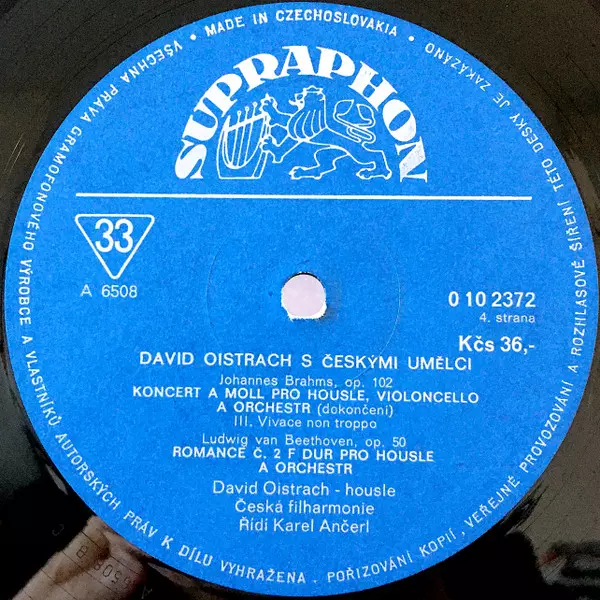 VŠECHNA PRÁVA GRAMOFONOVÉHO VÝROBCE A VLASTNÍKŮ AUTORSKÝCH PRÁV K DÍLU VYHRAŽENA. POŘIZOVÁNÍ KOPIÍ, VEŘEJNÉ PROVOZOVÁNÍ A ROZHLASOVÉ ŠÍŘENÍ TÉTO DESKY JE ZAKÁZÁNO • MADE IN CZECHOSLOVAKIA •
SUPRAPHON
33
A 6508
0 10 2372
4. strana
Kčs 36,-
DAVID OISTRACH S ČESKÝMI UMĚLCI
Johannes Brahms, op. 102
KONCERT A MOLL PRO HOUSLE, VIOLONCELLO
A ORCHESTR (dokončení)
III. Vivace non troppo
Ludwig van Beethoven, op. 50
ROMANCE Č. 2 F DUR PRO HOUSLE
A ORCHESTR
David Oistrach - housle
Česká filharmonie
Řídí Karel Ančerl